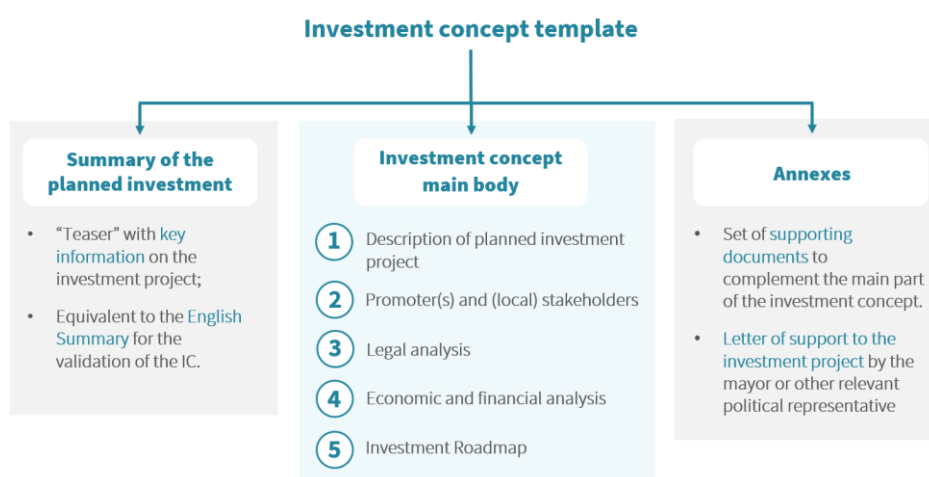 Investment concept template
Summary of the
planned investment
• “Teaser” with key
information on the
investment project;
• Equivalent to the English
Summary for the
validation of the IC.
Investment concept
main body
1 Description of planned investment
project
2 Promoter(s) and (local) stakeholders
3 Legal analysis
4 Economic and financial analysis
5 Investment Roadmap
Annexes
• Set of supporting
documents to
complement the main part
of the investment concept.
• Letter of support to the
investment project by the
mayor or other relevant
political representative